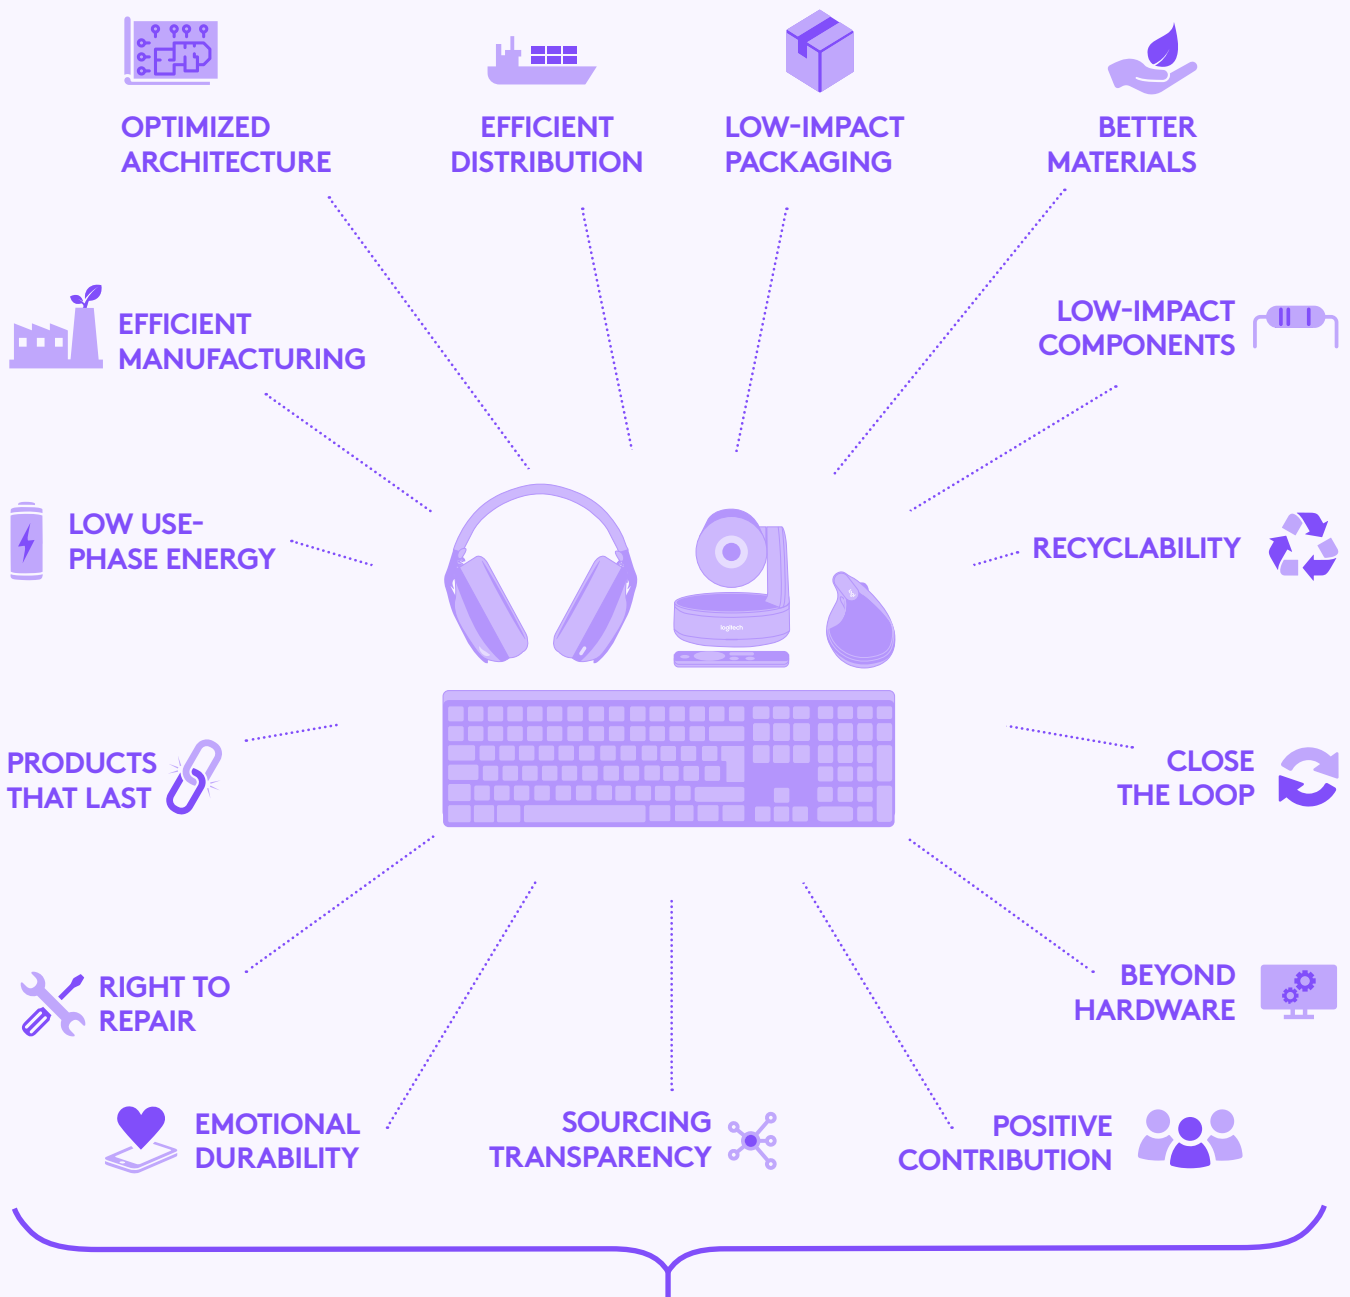 OPTIMIZED
ARCHITECTURE
EFFICIENT
DISTRIBUTION
LOW-IMPACT
PACKAGING
BETTER
MATERIALS
EFFICIENT
MANUFACTURING
LOW-IMPACT
COMPONENTS
LOW USE-
PHASE ENERGY
RECYCLABILITY
logitech
PRODUCTS
THAT LAST
CLOSE
THE LOOP
RIGHT TO
REPAIR
BEYOND
HARDWARE
EMOTIONAL
DURABILITY
SOURCING
TRANSPARENCY
POSITIVE
CONTRIBUTION